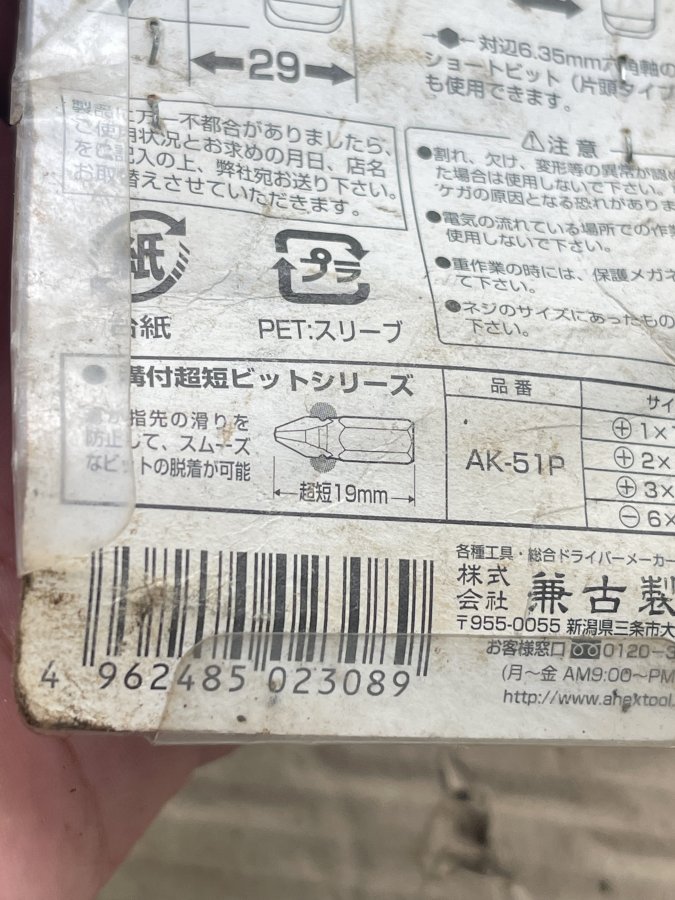 29
対辺6.35mm六角軸の
ショートビット（片頭タイプ
も使用できます。
製品に万一不都合がありましたら、
ご使用状況とお求めの月日、店名
をご記入の上、弊社宛お送り下さい。
お取替えさせていただきます。
⚠注意
●割れ、欠け、変形等の異常が認め
た場合は使用しないで下さい。
ケガの原因となる恐れがありま
●電気の流れている場所での作業
使用しないで下さい。
●重作業の時には、保護メガネ
て下さい。
●ネジのサイズにあったもの
下さい。
紙
台紙
プラ
PET:スリーブ
●溝付超短ビットシリーズ
指先の滑りを
防止して、スムーズ
なビットの脱着が可能
超短19mm
品番
サイ
AK-51P
⊕1×
⊕2×
⊕3×
⊖6×
各種工具・総合ドライバーメーカー
株式会社 兼古製
〒955-0055 新潟県三条市大
お客様窓口 0120-3
(月～金 AM9:00～PM
http://www.anextool.
4 962485 023089